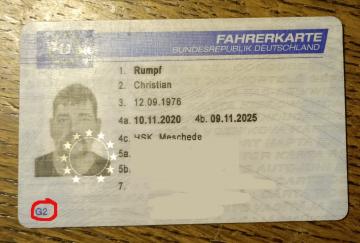 FAHRERKARTE
BUNDESREPUBLIK DEUTSCHLAND
1. Rumpf
2. Christian
3. 12.09.1976
4a. 10.11.2020 4b. 09.11.2025
4c. HSK, Meschede
5a.
5b.
7.
G2